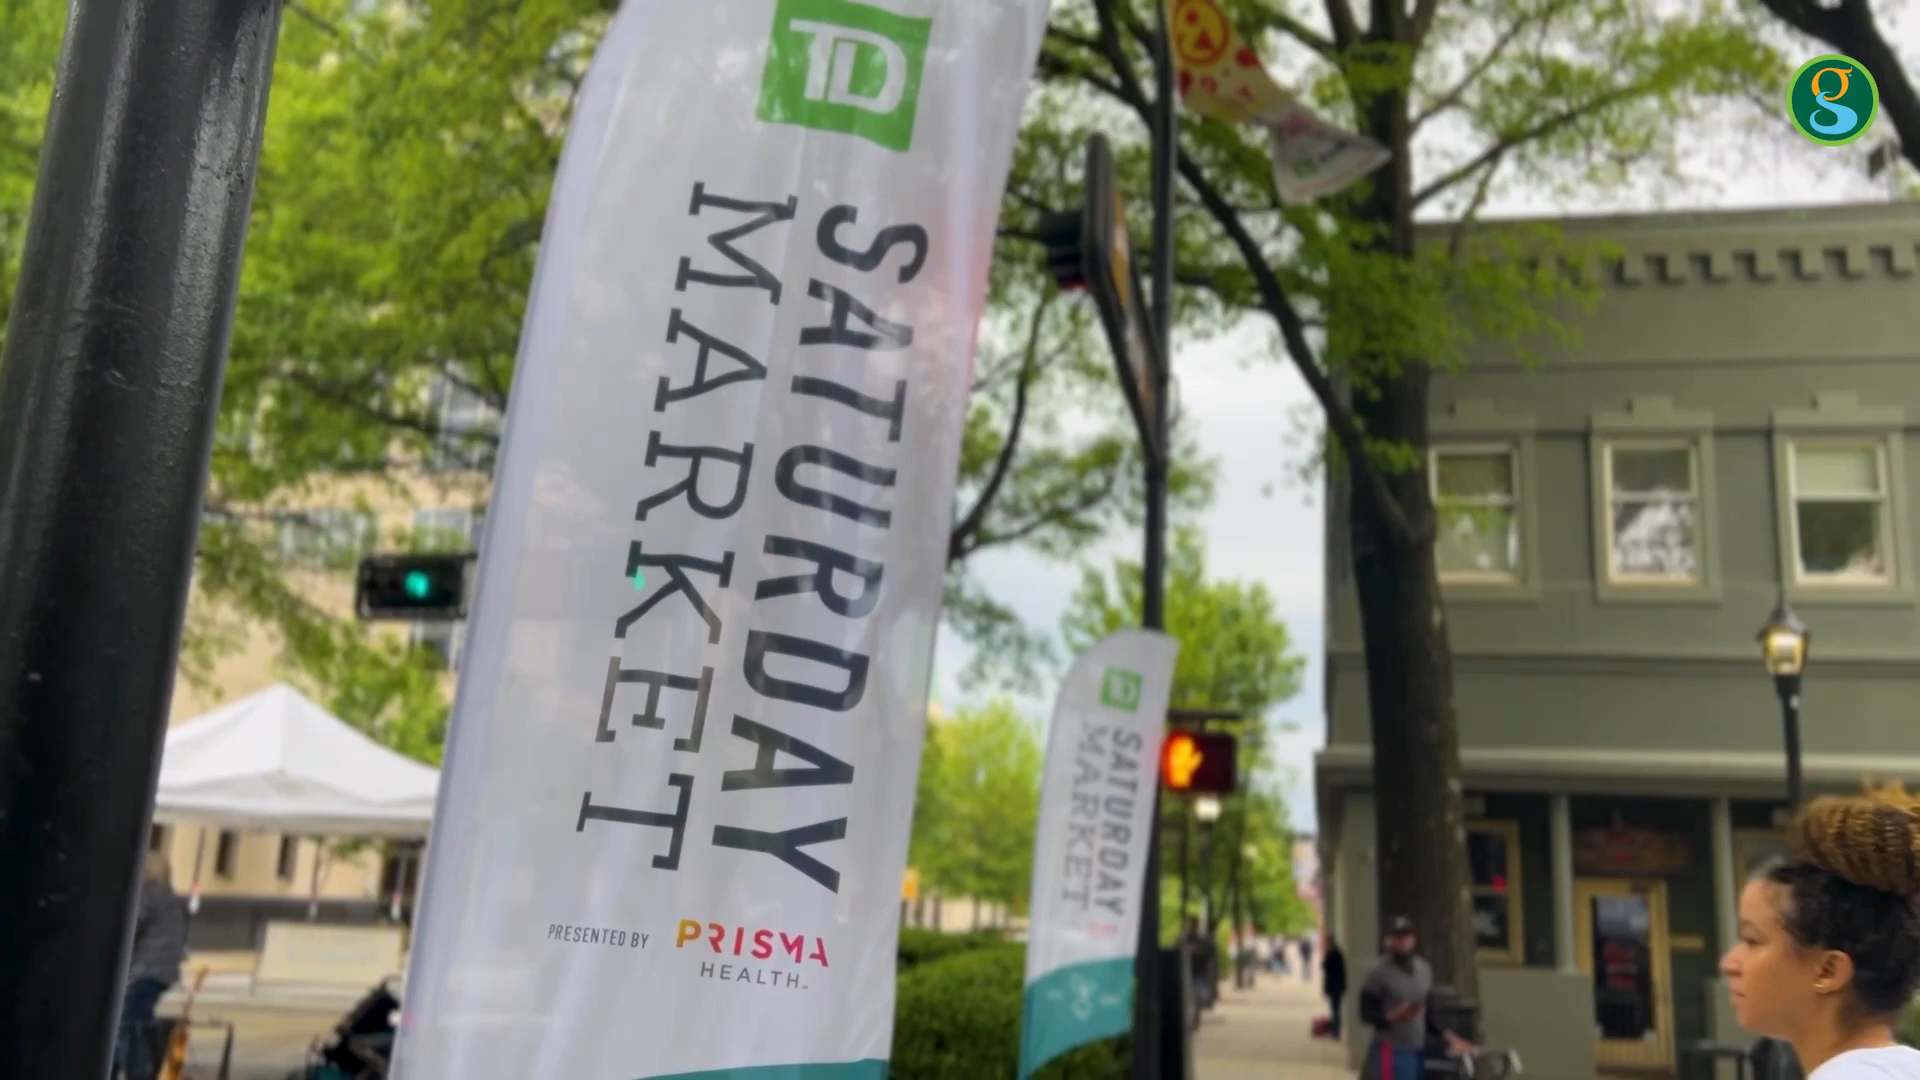 TD
SATURDAY
MARKET
PRESENTED BY PRISMA
HEALTH
TD
SATURDAY
MARKET
g